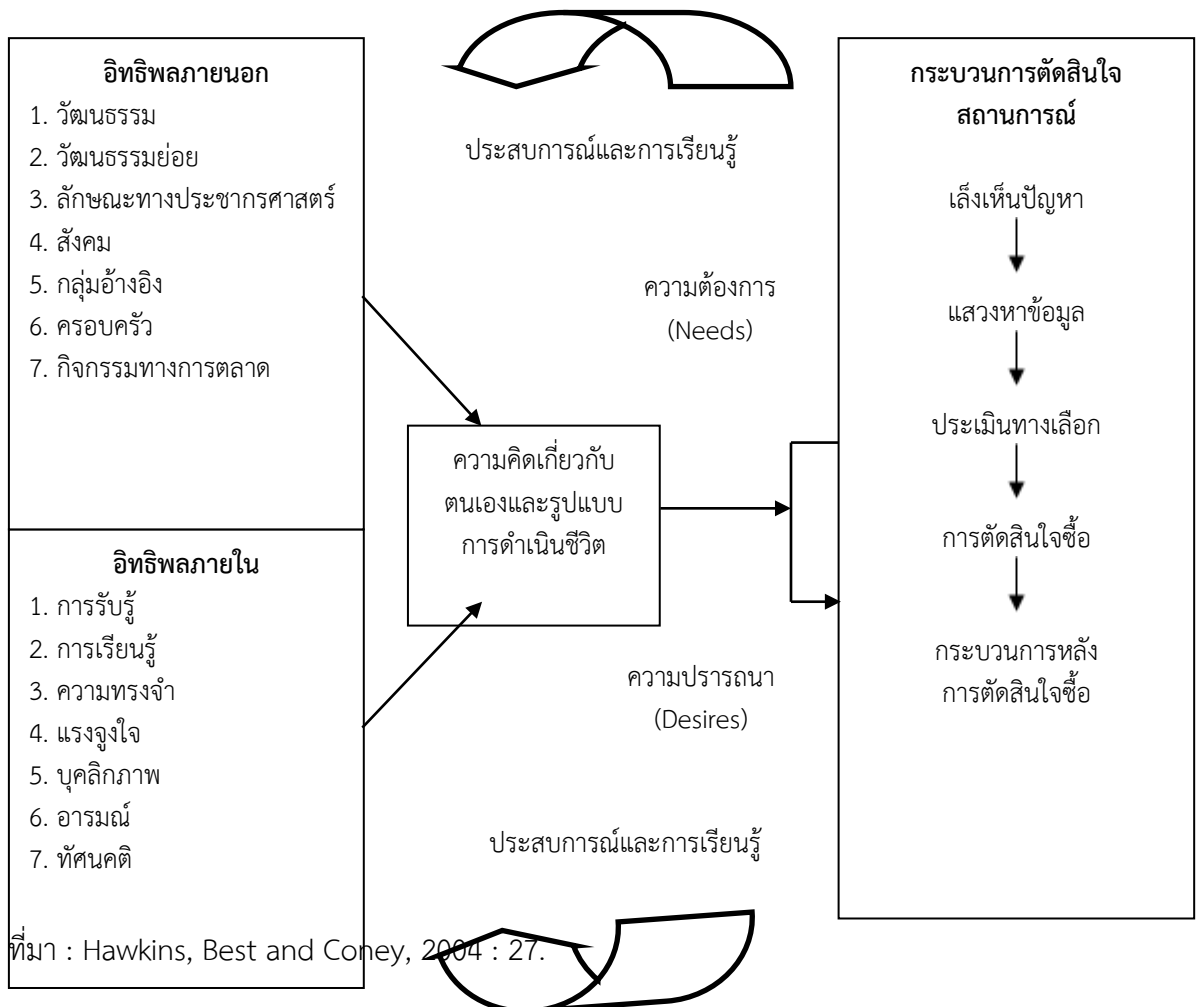 อิทธิพลภายนอก
1. วัฒนธรรม
2. วัฒนธรรมย่อย
3. ลักษณะทางประชากรศาสตร์
4. สังคม
5. กลุ่มอ้างอิง
6. ครอบครัว
7. กิจกรรมทางการตลาด
อิทธิพลภายใน
1. การรับรู้
2. การเรียนรู้
3. ความทรงจำ
4. แรงจูงใจ
5. บุคลิกภาพ
6. อารมณ์
7. ทัศนคติ
ประสบการณ์และการเรียนรู้
ความต้องการ
(Needs)
ความคิดเกี่ยวกับ
ตนเองและรูปแบบ
การดำเนินชีวิต
ความปรารถนา
(Desires)
ประสบการณ์และการเรียนรู้
กระบวนการตัดสินใจ
สถานการณ์
เล็งเห็นปัญหา
แสวงหาข้อมูล
ประเมินทางเลือก
การตัดสินใจซื้อ
กระบวนการหลัง
การตัดสินใจซื้อ
ที่มา : Hawkins, Best and Coney, 2004 : 27.